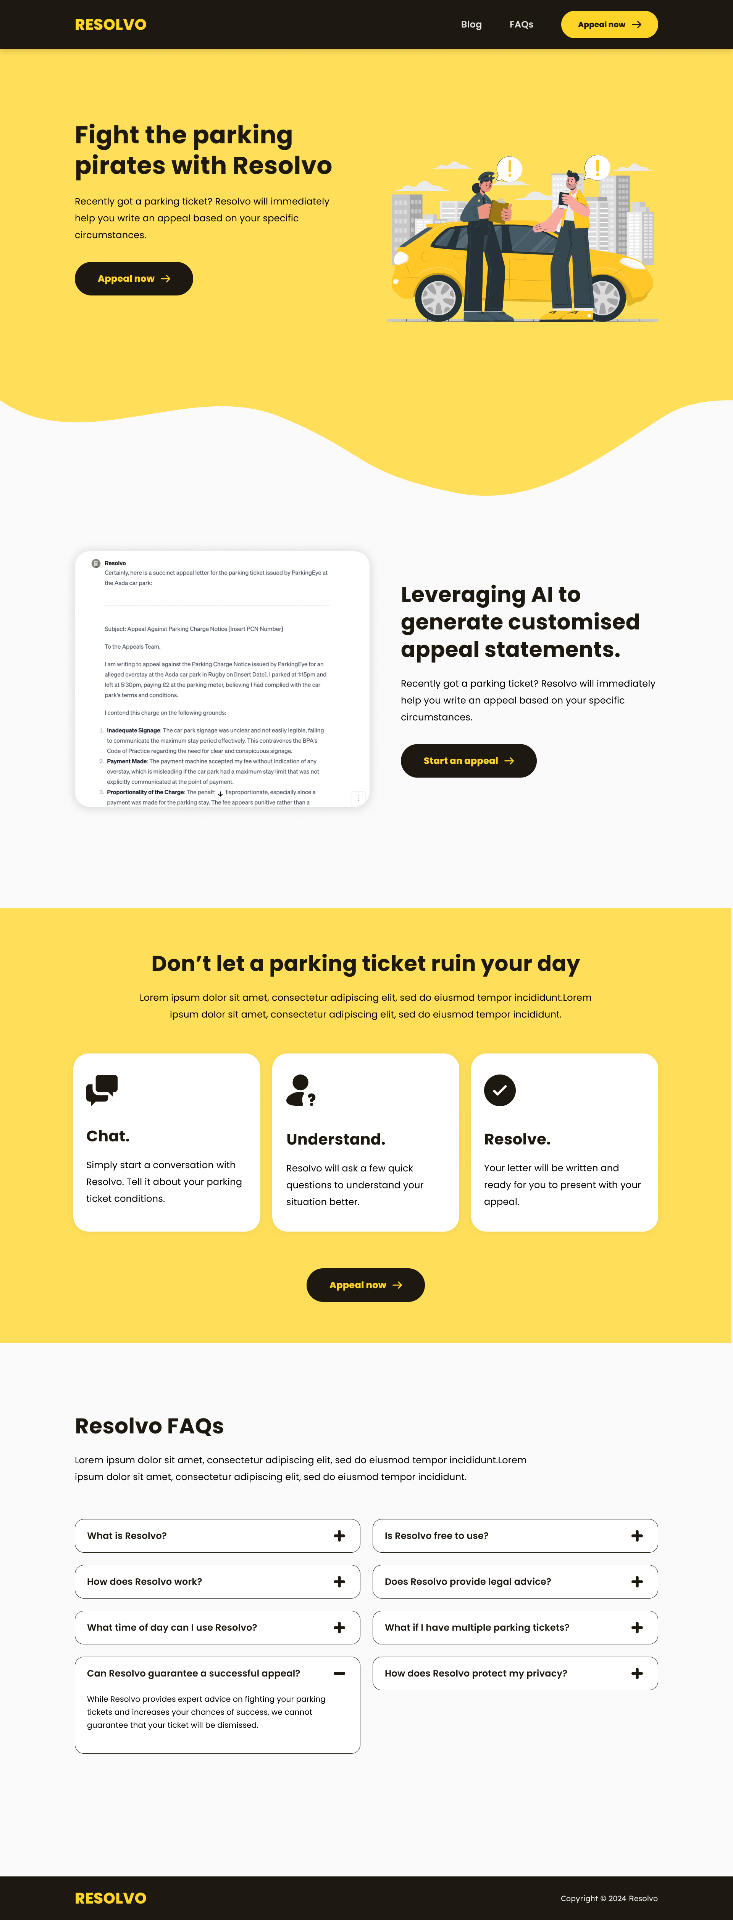 RESOLVO
Blog
FAQs
Appeal now
Fight the parking
pirates with Resolvo
Recently got a parking ticket? Resolvo will immediately
help you write an appeal based on your specific
circumstances.
Appeal now
Resolvo
Certainly, here is a succinct appeal letter for the parking ticket issued by ParkingEye at
the Asda car park:
Subject: Appeal Against Parking Charge Notice [Insert PCN Number]
To the Appeals Team,
I am writing to appeal against the Parking Charge Notice issued by ParkingEye for an
alleged overstay at the Asda car park in Rugby on [Insert Date]. I parked at 1:15pm and
left at 5:30pm, paying £2 at the parking meter, believing I had complied with the car
park's terms and conditions.
I contend this charge on the following grounds:
1. Inadequate Signage: The car park signage was unclear and not easily legible, failing
to communicate the maximum stay period effectively. This contravenes the BPA's
Code of Practice regarding the need for clear and conspicuous signage.
2. Payment Made: The payment machine accepted my fee without indication of any
overstay, which is misleading if the car park had a maximum stay limit that was not
explicitly communicated at the point of payment.
3. Proportionality of the Charge: The penalt disproportionate, especially since a
payment was made for the parking stay. The fee appears punitive rather than a
Leveraging AI to
generate customised
appeal statements.
Recently got a parking ticket? Resolvo will immediately
help you write an appeal based on your specific
circumstances.
Start an appeal
Don't let a parking ticket ruin your day
Lorem ipsum dolor sit amet, consectetur adipiscing elit, sed do eiusmod tempor incididunt.Lorem
ipsum dolor sit amet, consectetur adipiscing elit, sed do eiusmod tempor incididunt.
Chat.
Simply start a conversation with
Resolvo. Tell it about your parking
ticket conditions.
Understand.
Resolvo will ask a few quick
questions to understand your
situation better.
Resolve.
Your letter will be written and
ready for you to present with your
appeal.
Appeal now
Resolvo FAQs
Lorem ipsum dolor sit amet, consectetur adipiscing elit, sed do eiusmod tempor incididunt.Lorem
ipsum dolor sit amet, consectetur adipiscing elit, sed do eiusmod tempor incididunt.
What is Resolvo?
Is Resolvo free to use?
How does Resolvo work?
Does Resolvo provide legal advice?
What time of day can I use Resolvo?
What if I have multiple parking tickets?
Can Resolvo guarantee a successful appeal?
How does Resolvo protect my privacy?
While Resolvo provides expert advice on fighting your parking
tickets and increases your chances of success, we cannot
guarantee that your ticket will be dismissed.
RESOLVO
Copyright © 2024 Resolvo